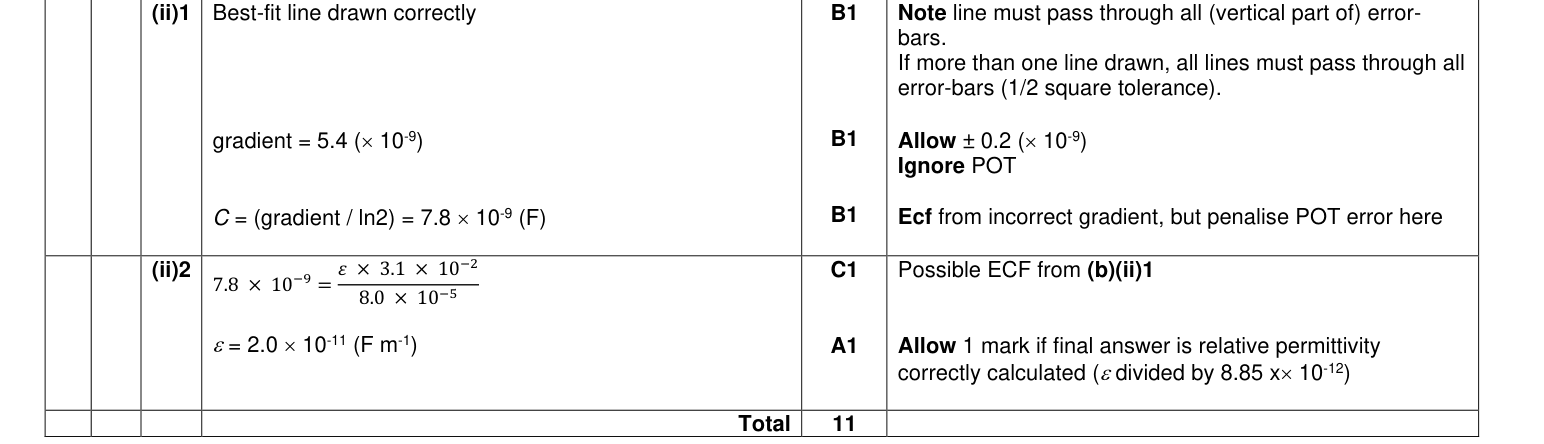 (ii)1 Best-fit line drawn correctly B1 Note line must pass through all (vertical part of) error-
bars.
If more than one line drawn, all lines must pass through all
error-bars (1/2 square tolerance).
gradient = 5.4 (× 10⁻⁹) B1 Allow ± 0.2 (× 10⁻⁹)
Ignore POT
C = (gradient / ln2) = 7.8 × 10⁻⁹ (F) B1 Ecf from incorrect gradient, but penalise POT error here
(ii)2 7.8 × 10⁻⁹ = (ε × 3.1 × 10⁻²) / (8.0 × 10⁻⁵) C1 Possible ECF from (b)(ii)1
ε = 2.0 × 10⁻¹¹ (F m⁻¹) A1 Allow 1 mark if final answer is relative permittivity
correctly calculated (ε divided by 8.85 x× 10⁻¹²)
Total 11